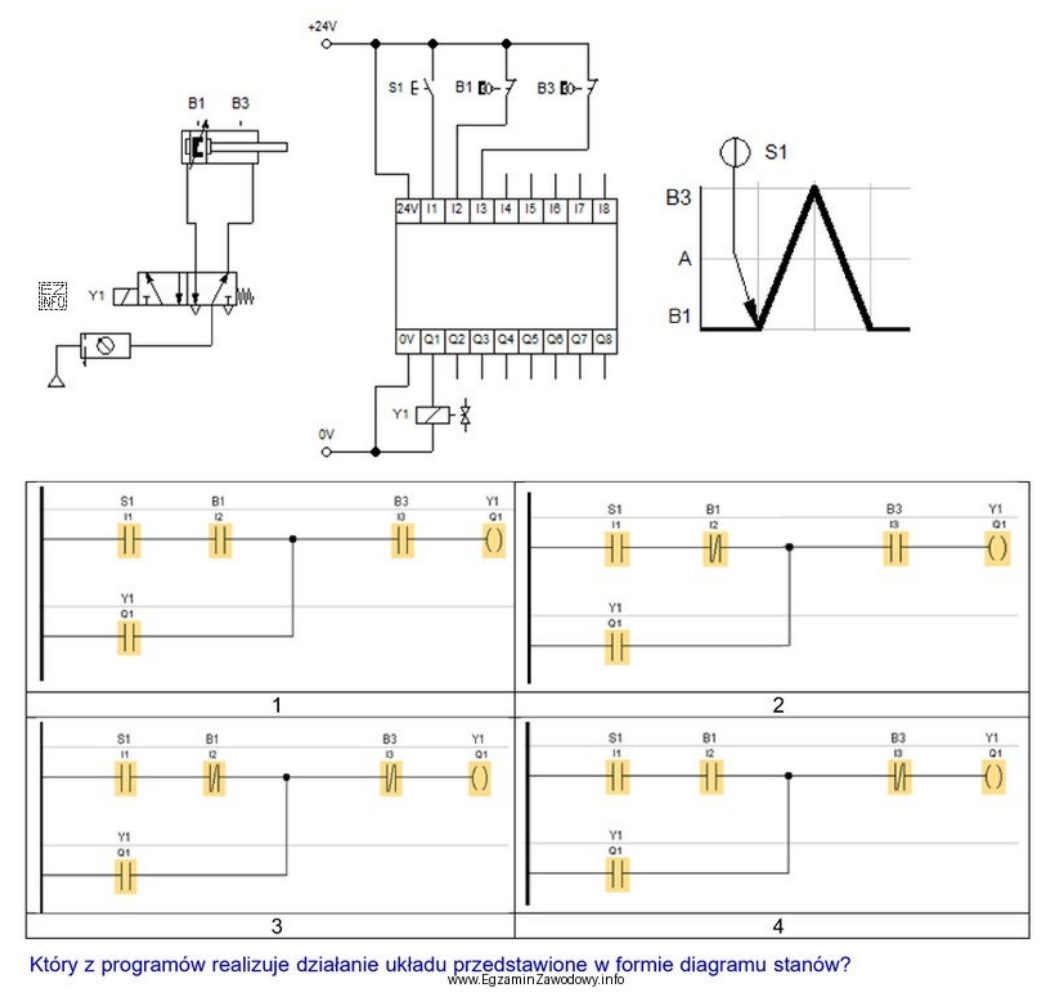 +24V
S1 B1 B3
B1 B3
24V I1 I2 I3 I4 I5 I6 I7 I8
S1
B3
A
B1
EZ
INFO
Y1
0V Q1 Q2 Q3 Q4 Q5 Q6 Q7 Q8
Y1
0V
S1 B1 B3 Y1
I1 I2 I3 Q1
Y1
Q1
1
S1 B1 B3 Y1
I1 I2 I3 Q1
Y1
Q1
2
S1 B1 B3 Y1
I1 I2 I3 Q1
Y1
Q1
3
S1 B1 B3 Y1
I1 I2 I3 Q1
Y1
Q1
4
Który z programów realizuje działanie układu przedstawione w formie diagramu stanów?
www.EgzaminZawodowy.info